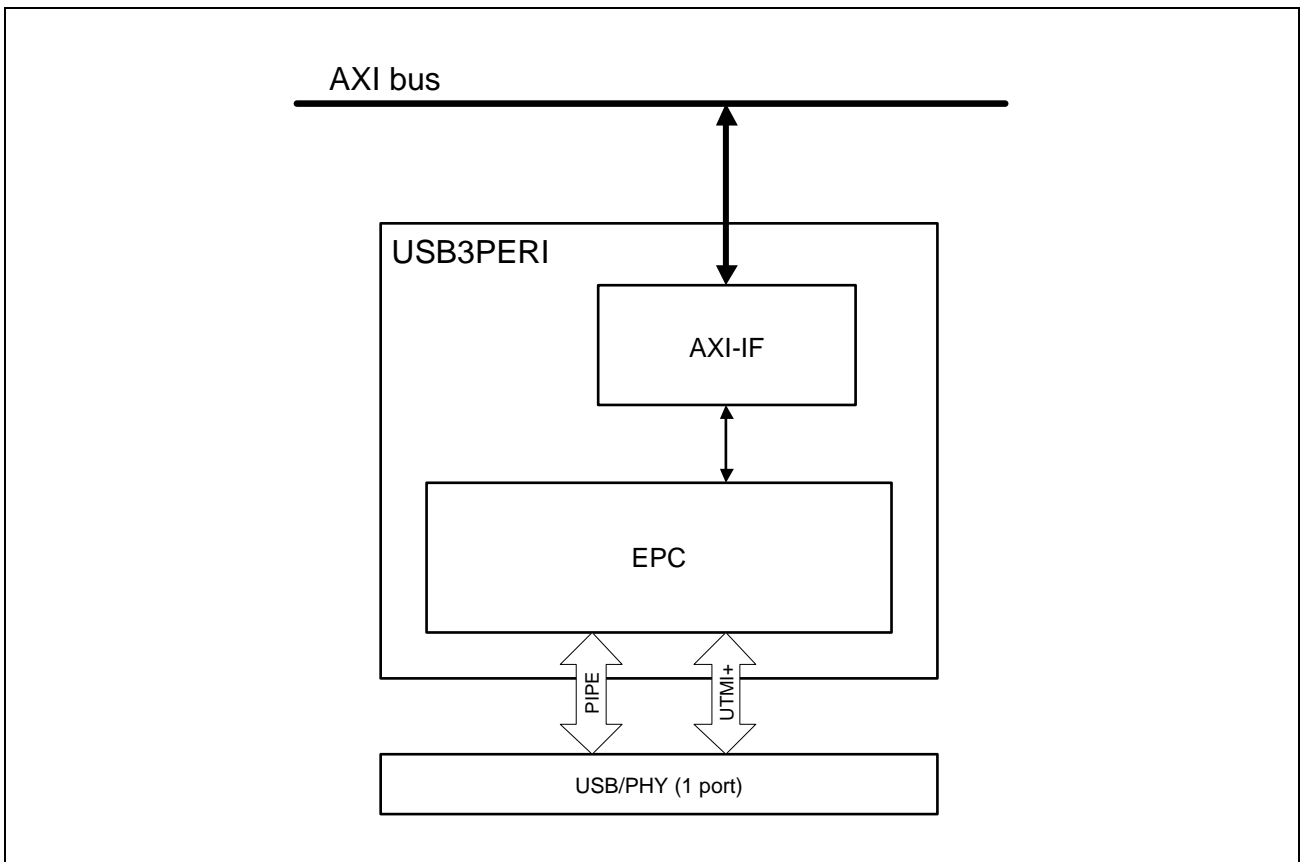 AXI bus
USB3PERI
AXI-IF
EPC
PIPE
UTMI+
USB/PHY (1 port)